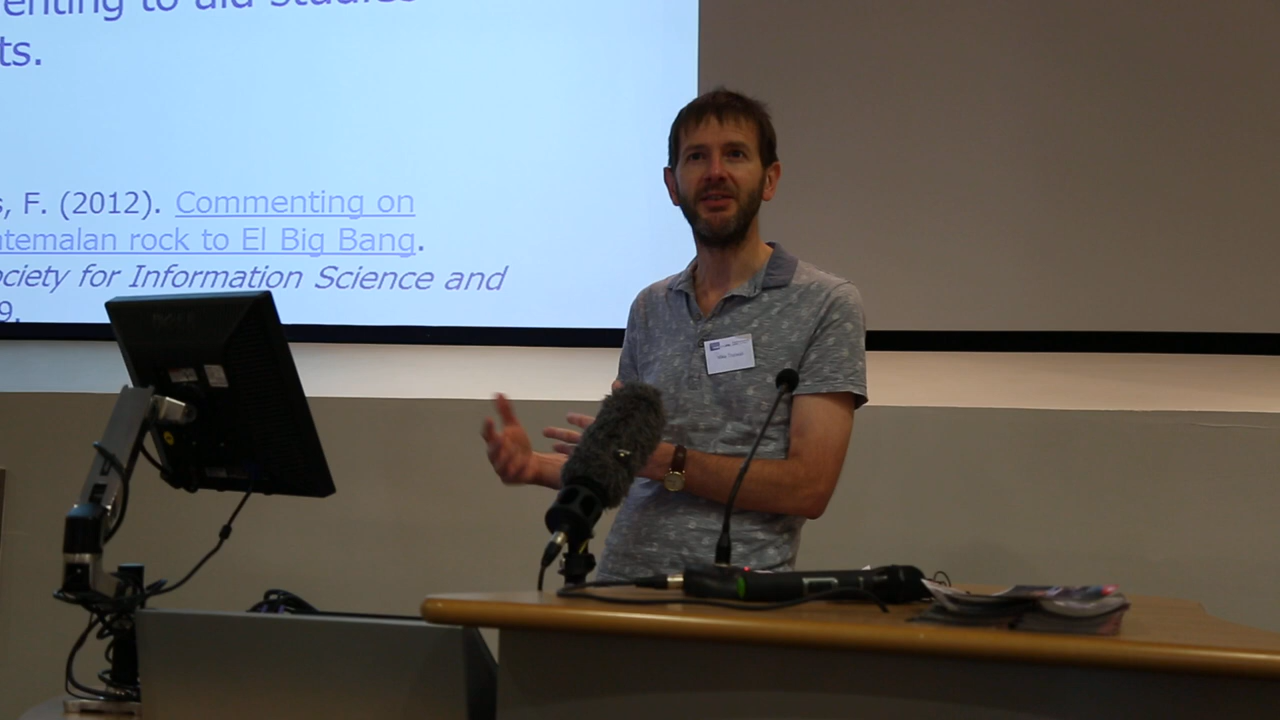 enting to aid studies
ts.
s, F. (2012). Commenting on
temalan rock to El Big Bang.
ociety for Information Science and
9.
DELL